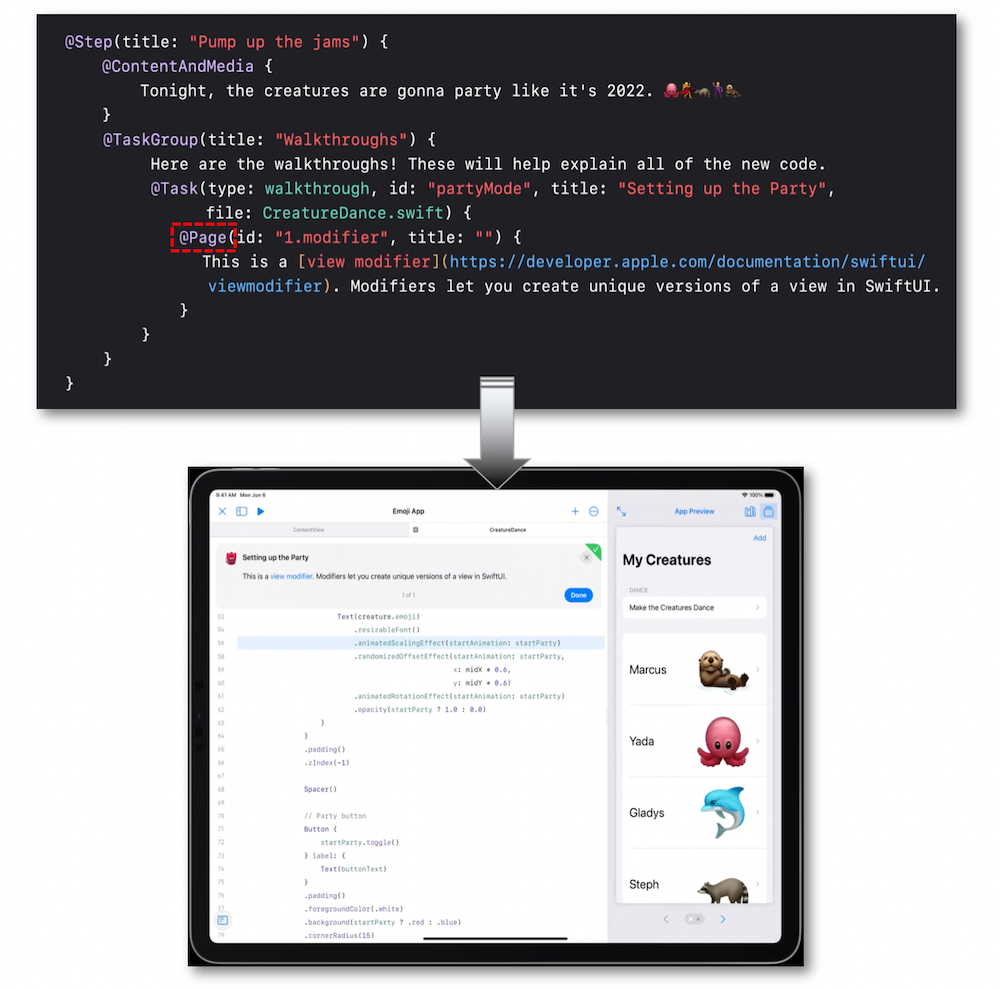 @Step(title: "Pump up the jams") {
@ContentAndMedia {
Tonight, the creatures are gonna party like it's 2022. 🐙💃🦝🕺🦦
}
@TaskGroup(title: "Walkthroughs") {
Here are the walkthroughs! These will help explain all of the new code.
@Task(type: walkthrough, id: "partyMode", title: "Setting up the Party",
file: CreatureDance.swift) {
@Page(id: "1.modifier", title: "") {
This is a [view modifier](https://developer.apple.com/documentation/swiftui/
viewmodifier). Modifiers let you create unique versions of a view in SwiftUI.
}
}
}
}
9:41 AM Mon Jun 6
100%
Emoji App
App Preview
ContentView
CreatureDance
Add
Setting up the Party
This is a view modifier. Modifiers let you create unique versions of a view in SwiftUI.
1 of 1
Done
My Creatures
DANCE
Make the Creatures Dance
Marcus
Yada
Gladys
Steph
53 Text(creature.emoji)
54 .resizableFont()
56 .animatedScalingEffect(startAnimation: startParty)
58 .randomizedOffsetEffect(startAnimation: startParty,
59 x: midX * 0.6,
60 y: midY * 0.6)
61 .animatedRotationEffect(startAnimation: startParty)
62 .opacity(startParty ? 1.0 : 0.0)
63 }
64 }
65 .padding()
66 .zIndex(-1)
67
68 Spacer()
69
70 // Party button
71 Button {
72 startParty.toggle()
73 } label: {
74 Text(buttonText)
75 }
76 .padding()
77 .foregroundColor(.white)
78 .background(startParty ? .red : .blue)
79 .cornerRadius(15)